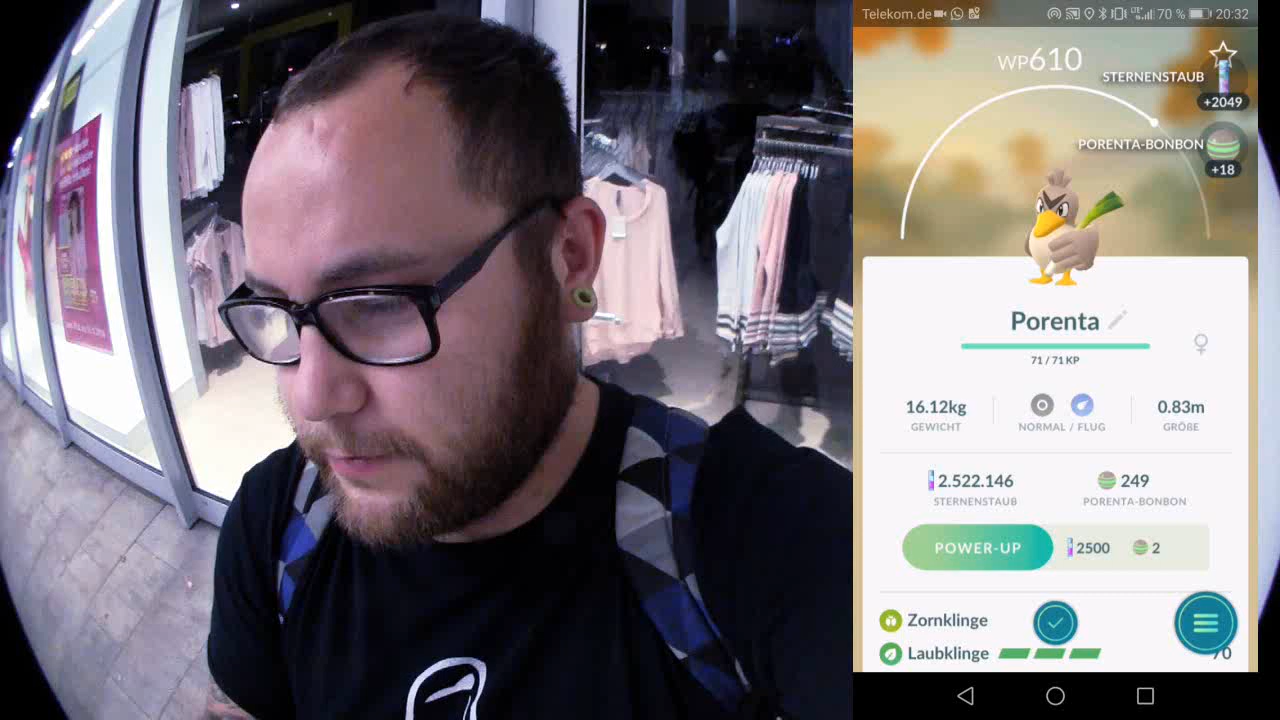 Telekom.de
70 % 20:32
WP610
STERNENSTAUB
+2049
PORENTA-BONBON
+18
Porenta
71 / 71 KP
16.12kg
GEWICHT
NORMAL / FLUG
0.83m
GRÖßE
2.522.146
STERNENSTAUB
249
PORENTA-BONBON
POWER-UP
2500
2
Zornklinge
Laubklinge
70